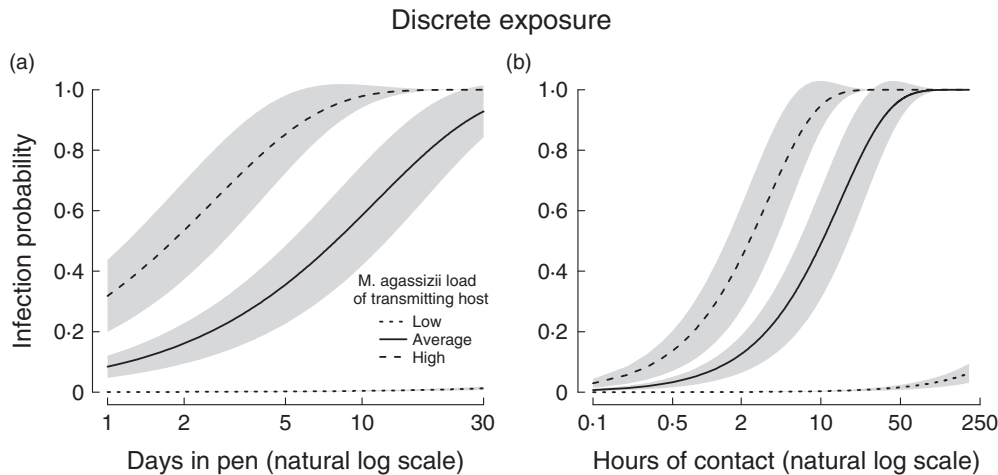 Discrete exposure
(a)
1·0
0·8
0·6
0·4
0·2
0
Infection probability
M. agassizii load
of transmitting host
Low
Average
High
1 2 5 10 30
Days in pen (natural log scale)
(b)
1·0
0·8
0·6
0·4
0·2
0
0·1 0·5 2 10 50 250
Hours of contact (natural log scale)